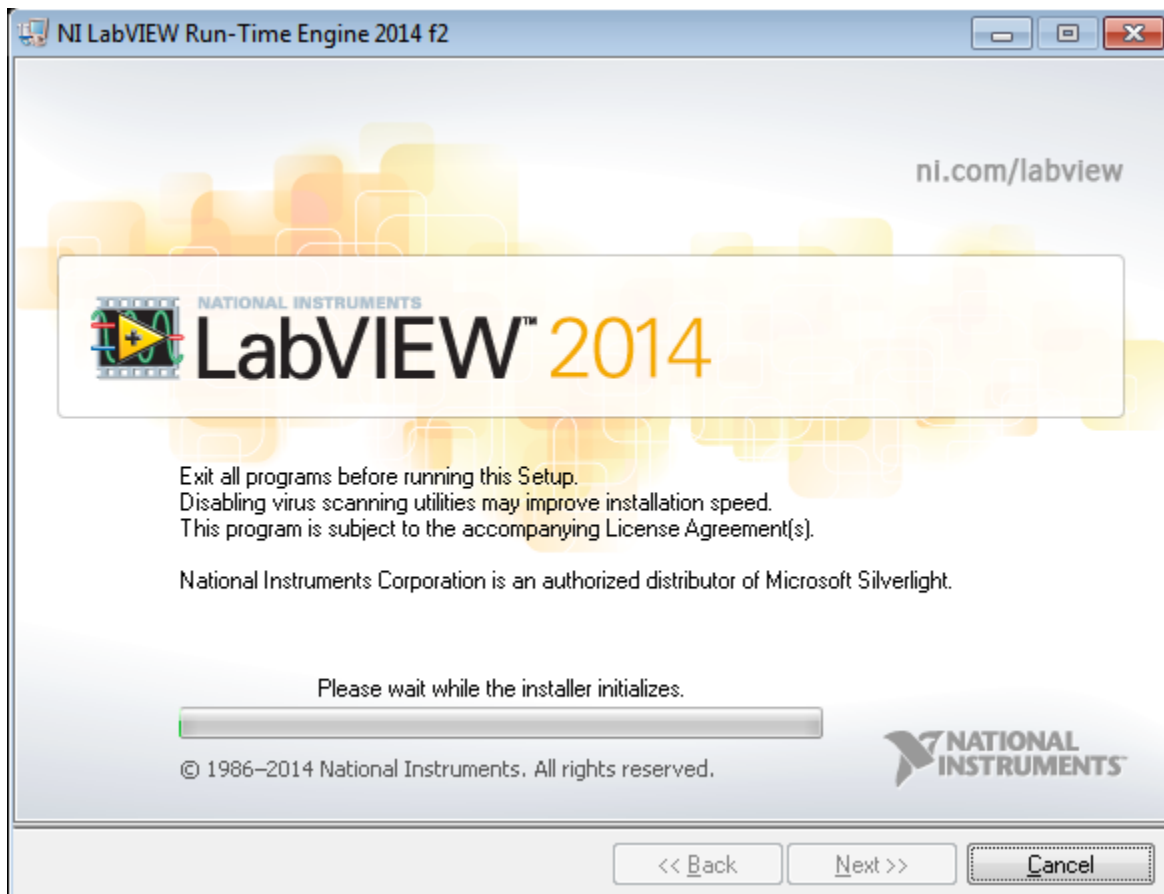 NI LabVIEW Run-Time Engine 2014 f2
ni.com/labview
NATIONAL INSTRUMENTS
LabVIEW™ 2014
Exit all programs before running this Setup.
Disabling virus scanning utilities may improve installation speed.
This program is subject to the accompanying License Agreement(s).
National Instruments Corporation is an authorized distributor of Microsoft Silverlight.
Please wait while the installer initializes.
© 1986–2014 National Instruments. All rights reserved.
NATIONAL
INSTRUMENTS™
<< Back Next >> Cancel